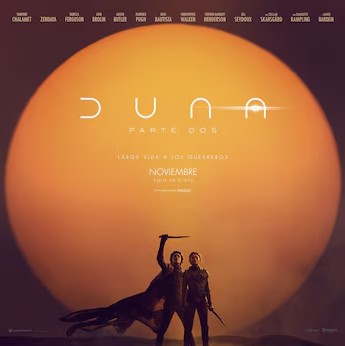 TIMOTHÉE CHALAMET ZENDAYA REBECCA FERGUSON JOSH BROLIN AUSTIN BUTLER FLORENCE PUGH DAVE BAUTISTA CHRISTOPHER WALKEN STEPHEN McKINLEY HENDERSON LÉA SEYDOUX STELLAN SKARSGÅRD CHARLOTTE RAMPLING JAVIER BARDEM
DUNA
PARTE DOS
LARGA VIDA A LOS GUERREROS
NOVIEMBRE